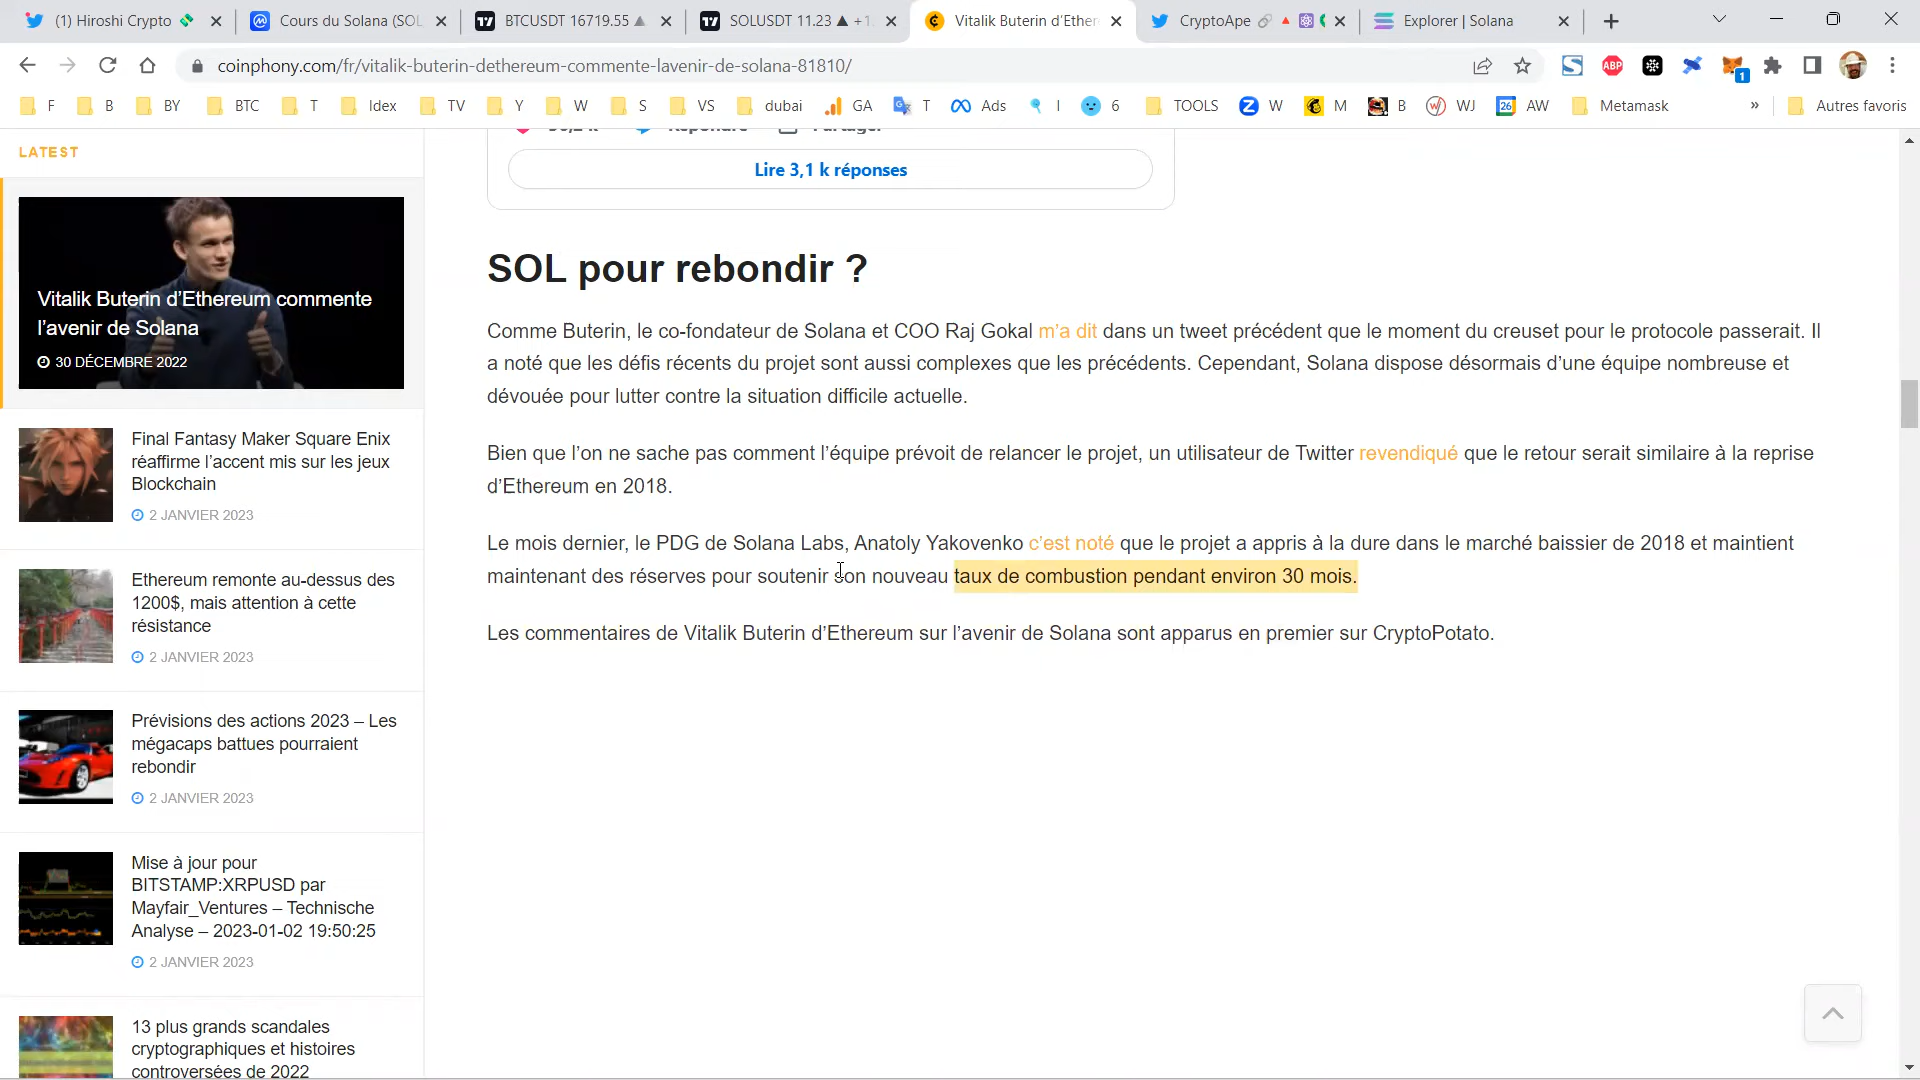 (1) Hiroshi Crypto
Cours du Solana (SOL
BTCUSDT 16719.55 ▲
SOLUSDT 11.23 ▲ +1
Vitalik Buterin d'Ether
CryptoApe
Explorer | Solana
coinphony.com/fr/vitalik-buterin-dethereum-commente-lavenir-de-solana-81810/
ABP
1
F
B
BY
BTC
T
Idex
TV
Y
W
S
VS
dubai
GA
T
Ads
I
6
TOOLS
W
M
B
WJ
26
AW
Metamask
»
Autres favoris
Répondre
Partager
Lire 3,1 k réponses
LATEST
Vitalik Buterin d'Ethereum commente
l'avenir de Solana
30 DÉCEMBRE 2022
Final Fantasy Maker Square Enix
réaffirme l'accent mis sur les jeux
Blockchain
2 JANVIER 2023
Ethereum remonte au-dessus des
1200$, mais attention à cette
résistance
2 JANVIER 2023
Prévisions des actions 2023 – Les
mégacaps battues pourraient
rebondir
2 JANVIER 2023
Mise à jour pour
BITSTAMP:XRPUSD par
Mayfair_Ventures – Technische
Analyse – 2023-01-02 19:50:25
2 JANVIER 2023
13 plus grands scandales
cryptographiques et histoires
controversées de 2022
SOL pour rebondir ?
Comme Buterin, le co-fondateur de Solana et COO Raj Gokal m'a dit dans un tweet précédent que le moment du creuset pour le protocole passerait. Il
a noté que les défis récents du projet sont aussi complexes que les précédents. Cependant, Solana dispose désormais d'une équipe nombreuse et
dévouée pour lutter contre la situation difficile actuelle.
Bien que l'on ne sache pas comment l'équipe prévoit de relancer le projet, un utilisateur de Twitter revendiqué que le retour serait similaire à la reprise
d'Ethereum en 2018.
Le mois dernier, le PDG de Solana Labs, Anatoly Yakovenko c'est noté que le projet a appris à la dure dans le marché baissier de 2018 et maintient
maintenant des réserves pour soutenir son nouveau taux de combustion pendant environ 30 mois.
Les commentaires de Vitalik Buterin d'Ethereum sur l'avenir de Solana sont apparus en premier sur CryptoPotato.